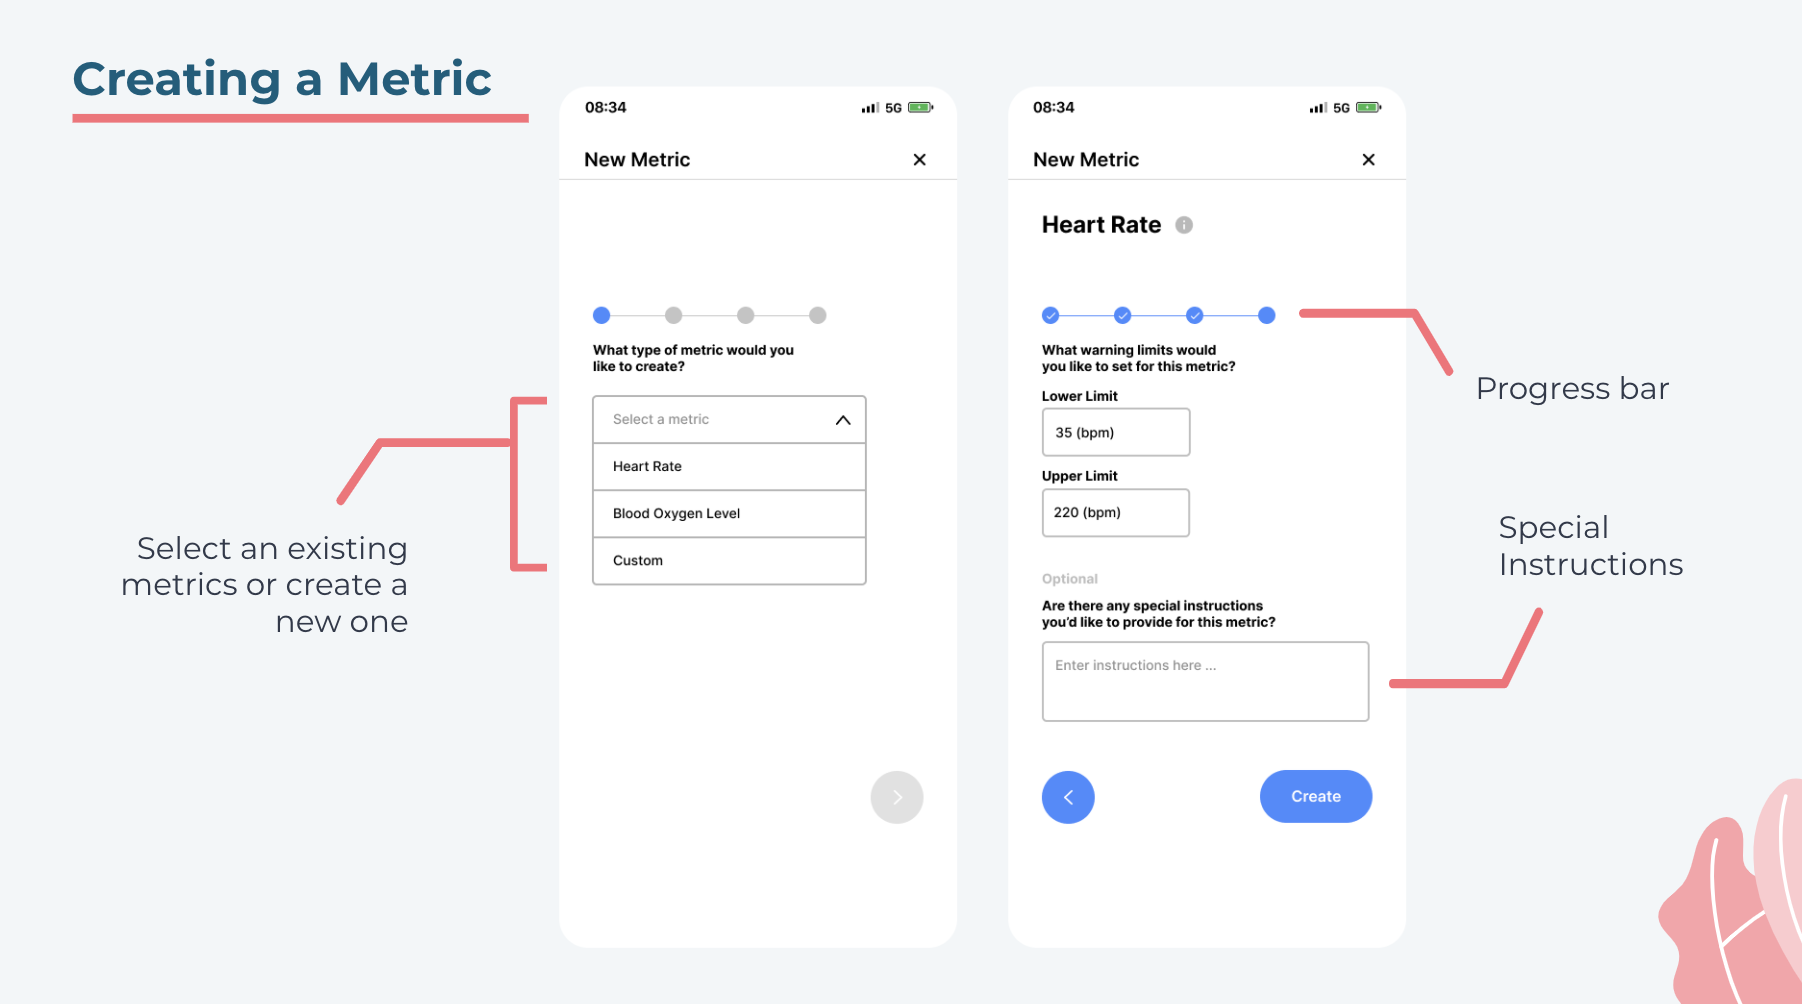 Creating a Metric
08:34
5G
New Metric
What type of metric would you
like to create?
Select a metric
Heart Rate
Blood Oxygen Level
Custom
Select an existing
metrics or create a
new one
08:34
5G
New Metric
Heart Rate
What warning limits would
you like to set for this metric?
Lower Limit
35 (bpm)
Upper Limit
220 (bpm)
Optional
Are there any special instructions
you’d like to provide for this metric?
Enter instructions here ...
Create
Progress bar
Special
Instructions